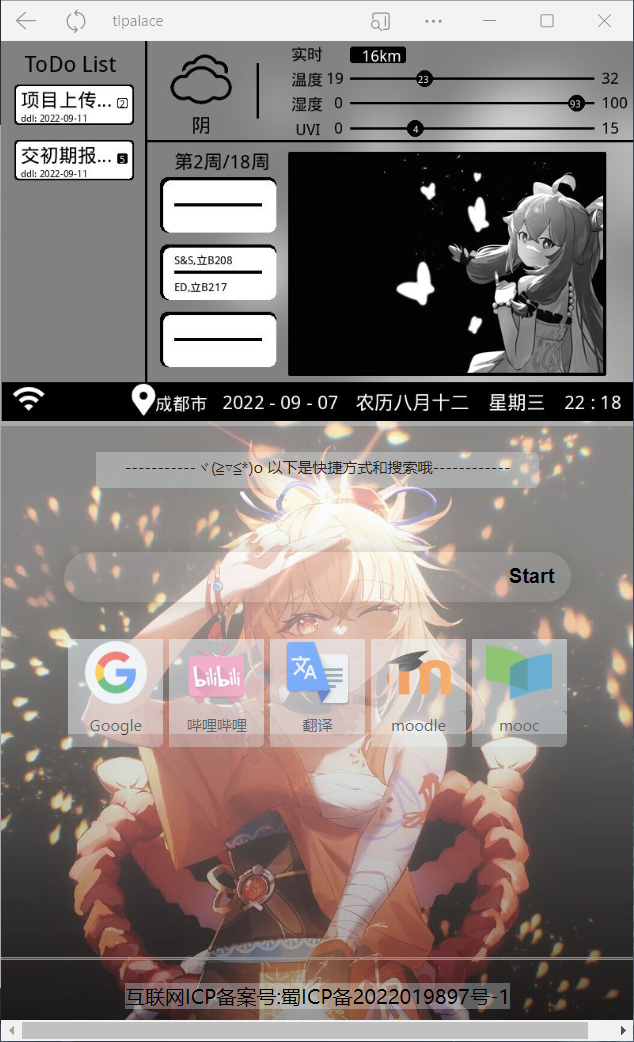 tlpalace
ToDo List
项目上传... 2
ddl: 2022-09-11
交初期报... 5
ddl: 2022-09-11
阴
实时 16km
温度 19 23 32
湿度 0 93 100
UVI 0 4 15
第2周/18周
S&S,立B208
ED,立B217
成都市 2022 - 09 - 07 农历八月十二 星期三 22 : 18
-----------ヾ(≧▽≦*)o 以下是快捷方式和搜索哦------------
Start
bilibili
文 A
Google 哔哩哔哩 翻译 moodle mooc
互联网ICP备案号:蜀ICP备2022019897号-1